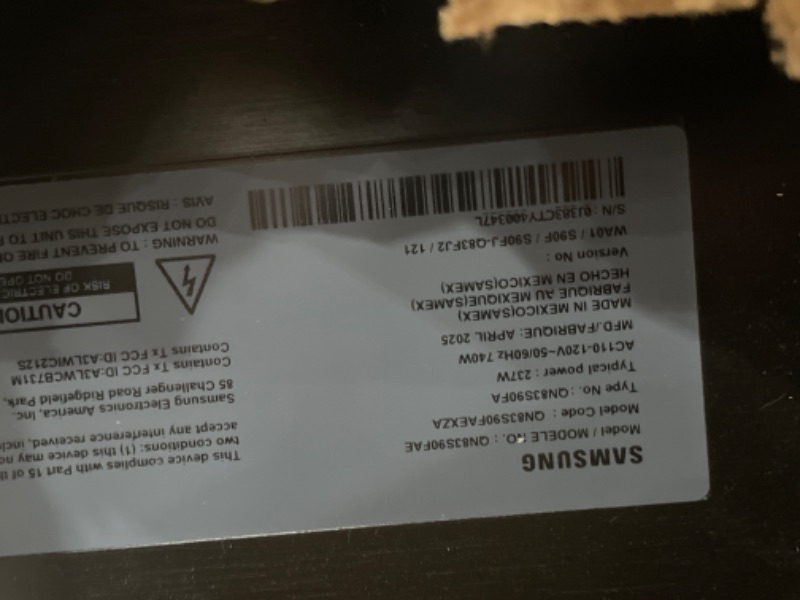 SAMSUNG
Model / MODELE NO. : QN83S90FAE
Model Code : QN83S90FAEXZA
Type No. : QN83S90FA
Typical power : 237W
AC110-120V~50/60Hz 740W
MFD./FABRIQUE: APRIL 2025
MADE IN MEXICO(SAMEX)
FABRIQUE AU MEXIQUE(SAMEX)
HECHO EN MEXICO(SAMEX)
Version No :
WA01 / S90F / S90FJ-Q83FJ2 / 121
S/N : 0J383CTY400347L
This device complies with Part 15 of
two conditions: (1) this device may
accept any interference received,
Samsung Electronics America, Inc.
85 Challenger Road Ridgefield Park,
Contains Tx FCC ID:A3LWCB731M
Contains Tx FCC ID:A3LWIC212S
CAUTION
RISK OF ELECTRIC
DO NOT
WARNING : TO PREVENT FIRE
DO NOT EXPOSE THIS UNIT TO
AVIS : RISQUE DE CHOC